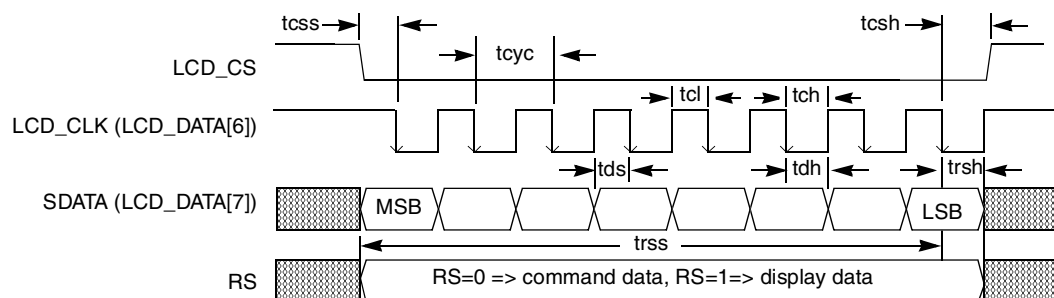 tcss
tcsh
tcyc
LCD_CS
tcl
tch
LCD_CLK (LCD_DATA[6])
tds
tdh
trsh
SDATA (LCD_DATA[7])
MSB
LSB
trss
RS
RS=0 => command data, RS=1=> display data